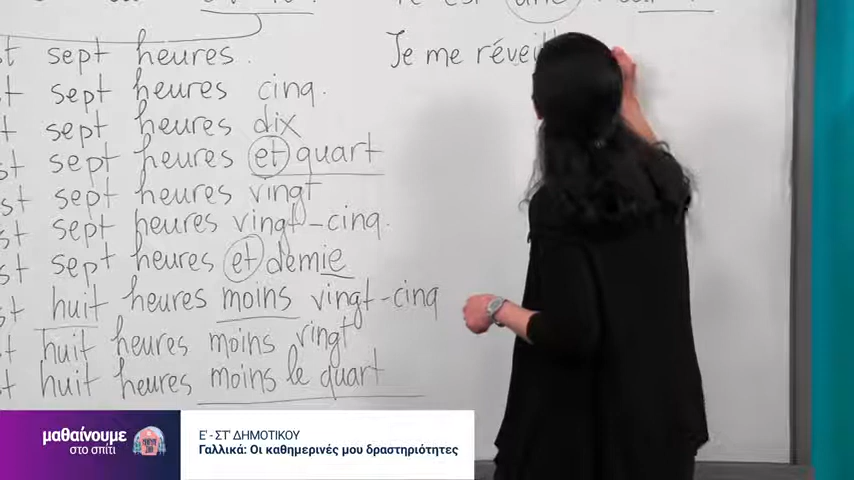 sept heures.
sept heures cinq.
sept heures dix
sept heures et quart
sept heures vingt
sept heures vingt-cinq.
sept heures et demie
huit heures moins vingt-cinq
huit heures moins vingt
huit heures moins le quart
Je me
μαθαίνουμε
στο σπίτι
Ε'-ΣΤ' ΔΗΜΟΤΙΚΟΥ
Γαλλικά: Οι καθημερινές μου δραστηριότητες